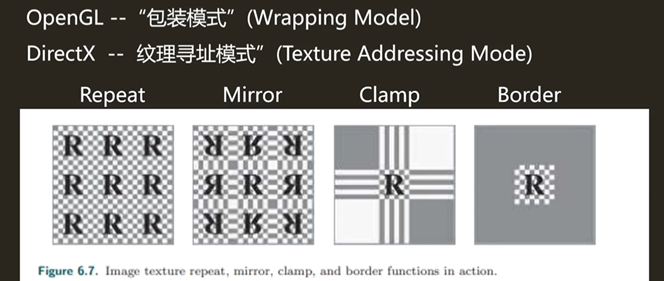 OpenGL -- “包装模式” (Wrapping Model)
DirectX -- 纹理寻址模式” (Texture Addressing Mode)
Repeat Mirror Clamp Border
R R R R R R R R
R R R R R R
R R R R R R
Figure 6.7. Image texture repeat, mirror, clamp, and border functions in action.